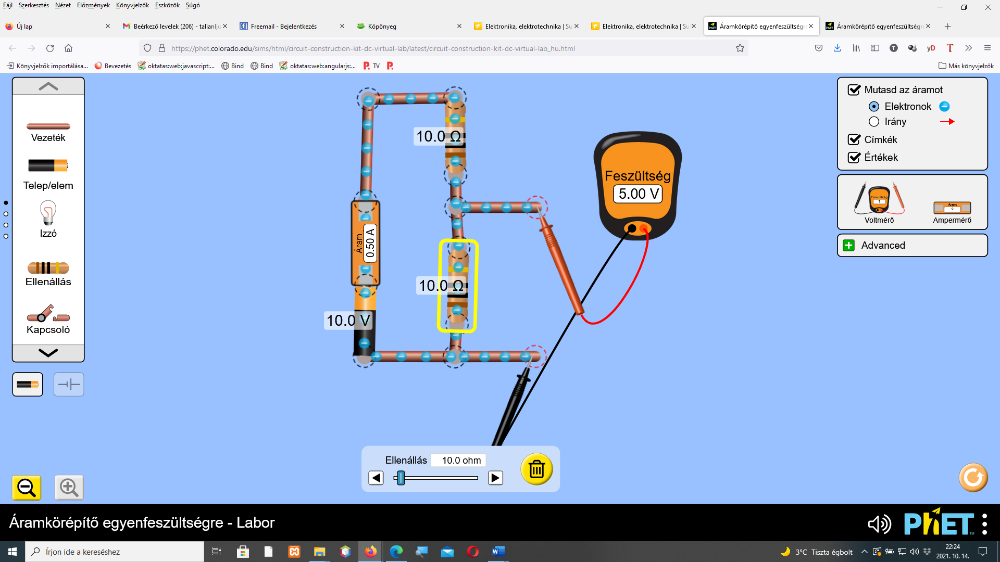 Fájl Szerkesztés Nézet Előzmények Könyvjelzők Eszközök Súgó
Új lap
Beérkező levelek (206) - talianlju
Freemail - Bejelentkezés
Köpönyeg
Elektronika, elektrotechnika | Su
Elektronika, elektrotechnika | Su
Áramkörépítő egyenfeszültségre
Áramkörépítő egyenfeszültségre
https://phet.colorado.edu/sims/html/circuit-construction-kit-dc-virtual-lab/latest/circuit-construction-kit-dc-virtual-lab_hu.html
Könyvjelzők importálása...
Bevezetés
oktatas:web:javascript:...
Bind
Bind
oktatas:web:angularjs:...
TV
Más könyvjelzők
Vezeték
Telep/elem
Izzó
Ellenállás
Kapcsoló
10.0 Ω
Áram
0.50 A
10.0 Ω
10.0 V
Feszültség
5.00 V
Mutasd az áramot
Elektronok
Irány
Címkék
Értékek
Feszültség
?
Voltmérő
Áram
?
Ampermérő
Advanced
Ellenállás 10.0 ohm
Áramkörépítő egyenfeszültségre - Labor
PhET
Írjon ide a kereséshez
3°C Tiszta égbolt
22:24
2021. 10. 14.